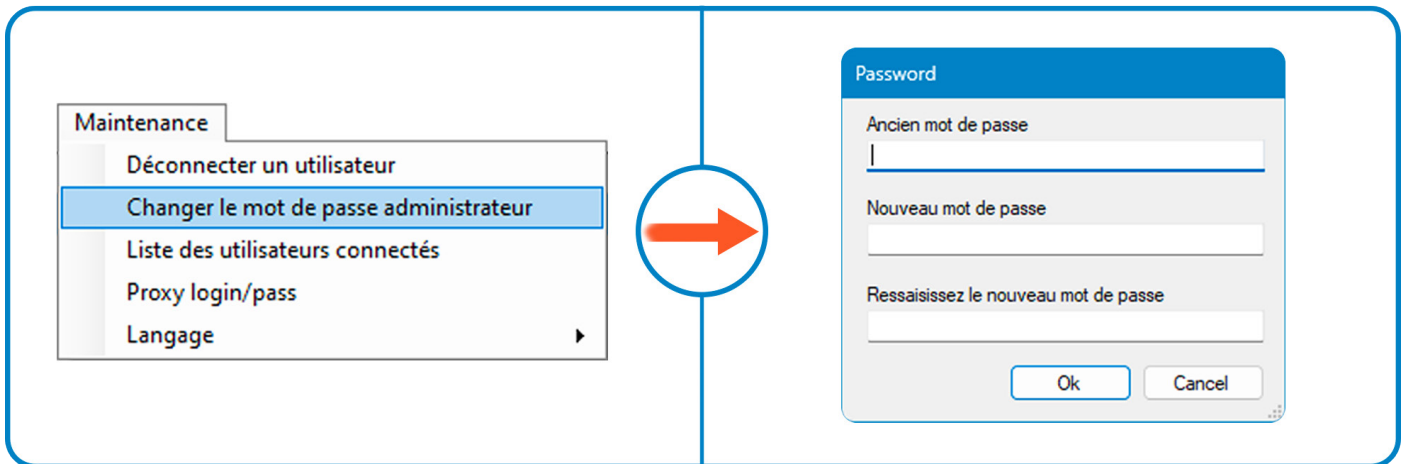 Maintenance
Déconnecter un utilisateur
Changer le mot de passe administrateur
Liste des utilisateurs connectés
Proxy login/pass
Langage
Password
Ancien mot de passe
Nouveau mot de passe
Ressaisissez le nouveau mot de passe
Ok Cancel